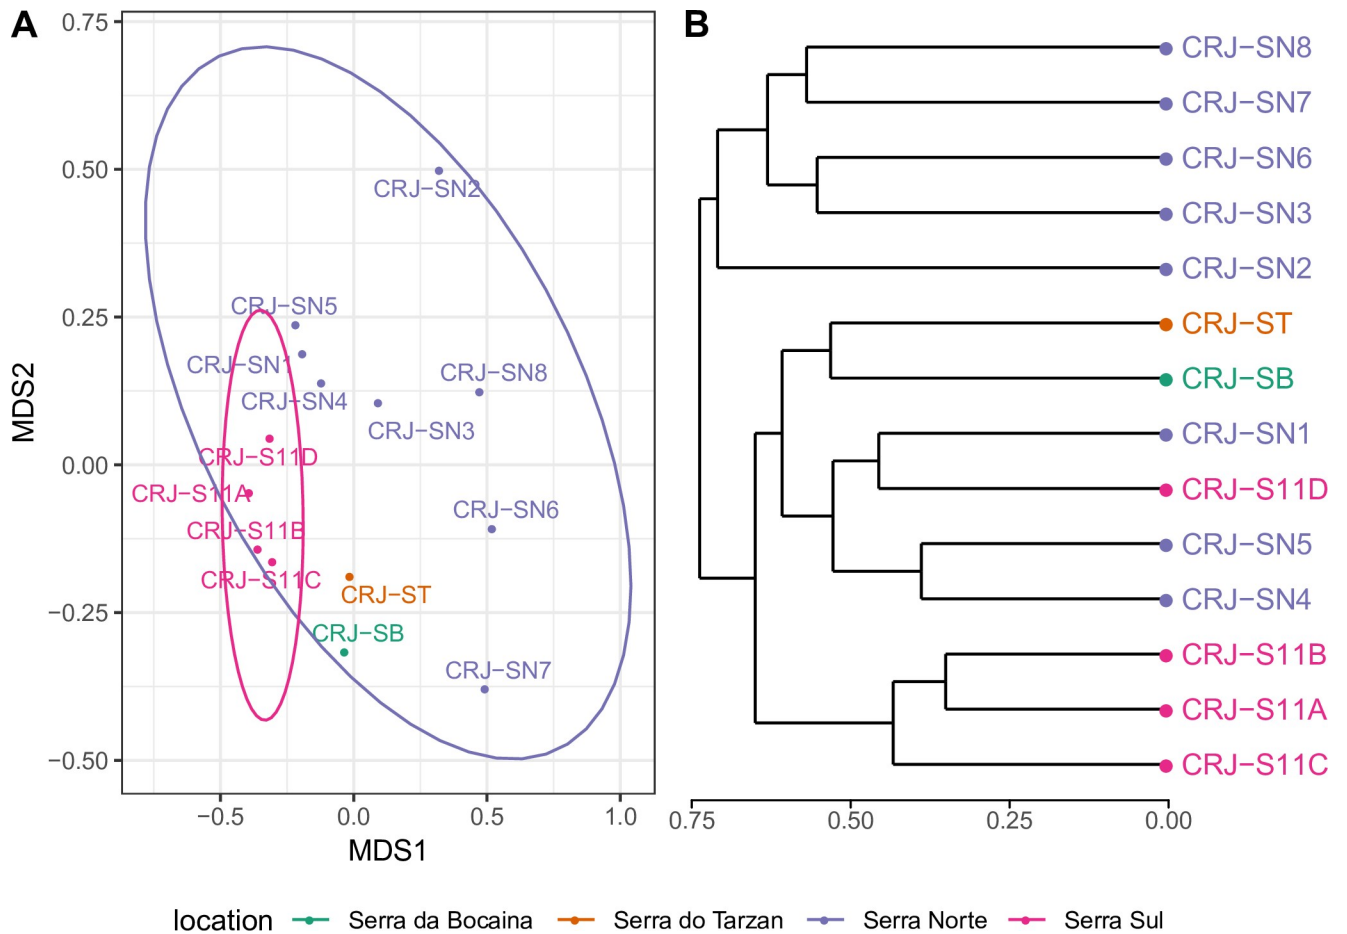 A
0.75
0.50
0.25
0.00
−0.25
−0.50
MDS2
CRJ−SN2
CRJ−SN5
CRJ−SN1
CRJ−SN8
CRJ−SN4
CRJ−SN3
CRJ−S11D
CRJ−S11A
CRJ−SN6
CRJ−S11B
CRJ−S11C
CRJ−ST
CRJ−SB
CRJ−SN7
−0.5 0.0 0.5 1.0
MDS1
B
CRJ−SN8
CRJ−SN7
CRJ−SN6
CRJ−SN3
CRJ−SN2
CRJ−ST
CRJ−SB
CRJ−SN1
CRJ−S11D
CRJ−SN5
CRJ−SN4
CRJ−S11B
CRJ−S11A
CRJ−S11C
0.75 0.50 0.25 0.00
location Serra da Bocaina Serra do Tarzan Serra Norte Serra Sul